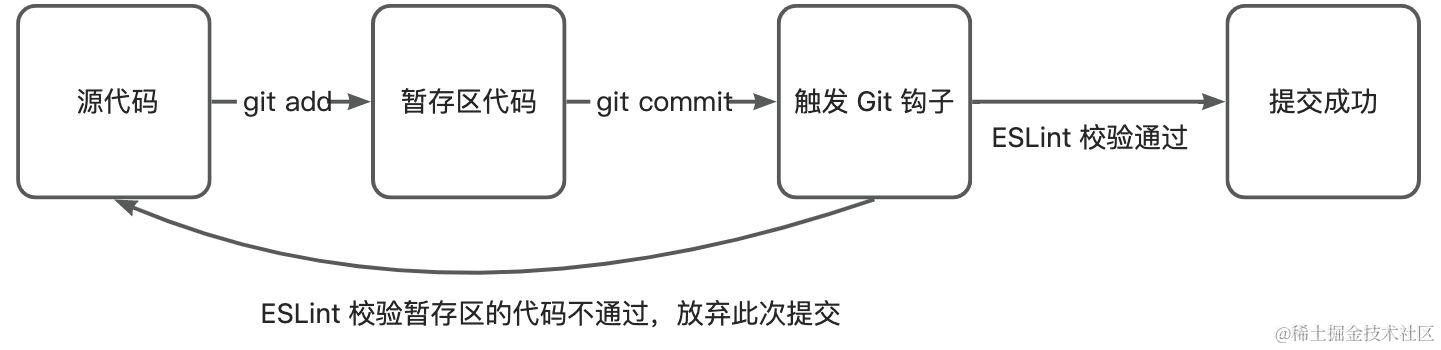 源代码
git add
暂存区代码
git commit
触发 Git 钩子
ESLint 校验通过
提交成功
ESLint 校验暂存区的代码不通过，放弃此次提交
@稀土掘金技术社区